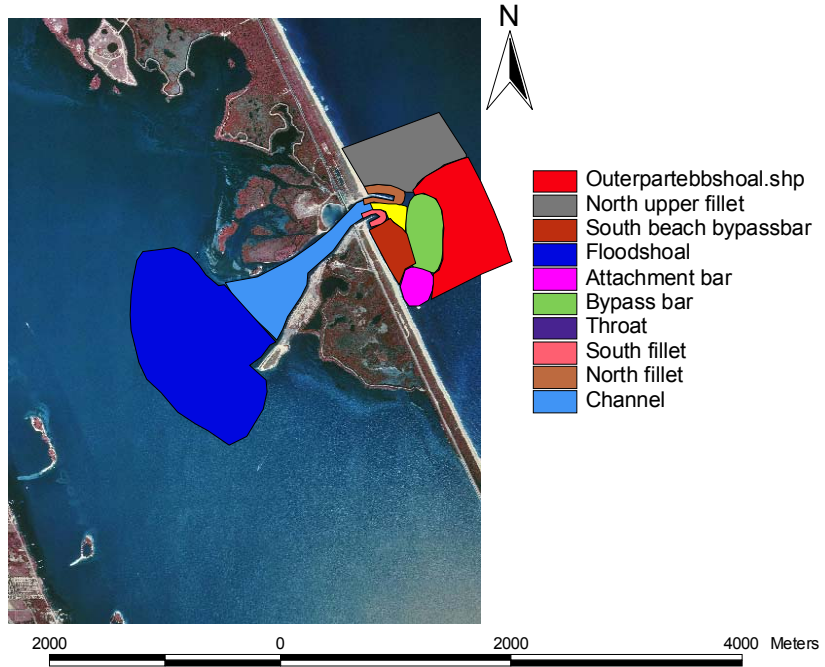 N
Outerpartebbshoal.shp
North upper fillet
South beach bypassbar
Floodshoal
Attachment bar
Bypass bar
Throat
South fillet
North fillet
Channel
2000 0 2000 4000 Meters